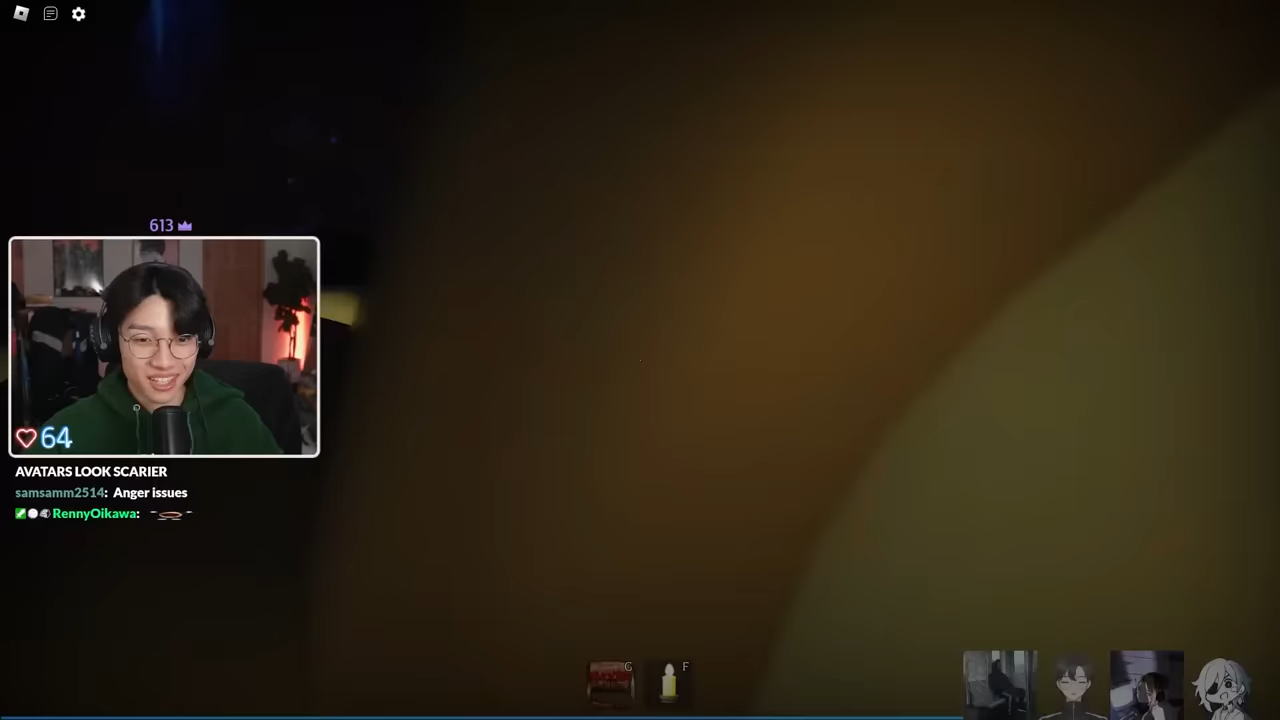 613
64
AVATARS LOOK SCARIER
samsamm2514: Anger issues
RennyOikawa:
G
F